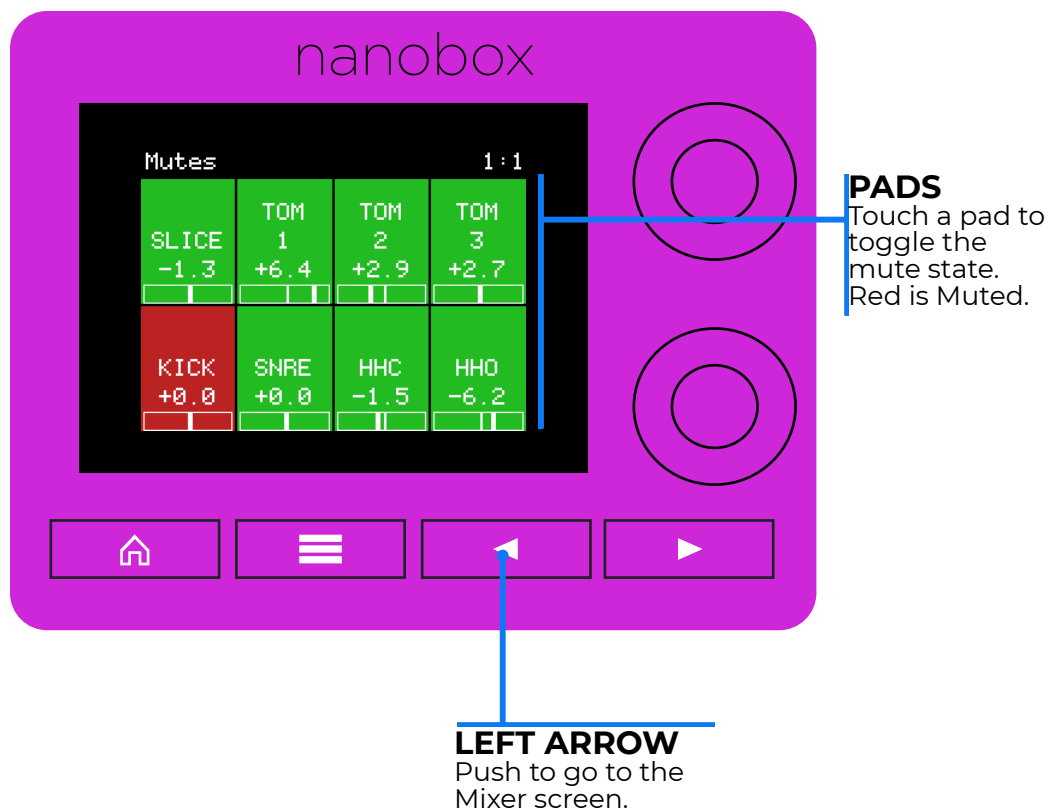 nanobox
Mutes 1:1
SLICE
-1.3
TOM
1
+6.4
TOM
2
+2.9
TOM
3
+2.7
KICK
+0.0
SNRE
+0.0
HHC
-1.5
HHO
-6.2
PADS
Touch a pad to
toggle the
mute state.
Red is Muted.
LEFT ARROW
Push to go to the
Mixer screen.